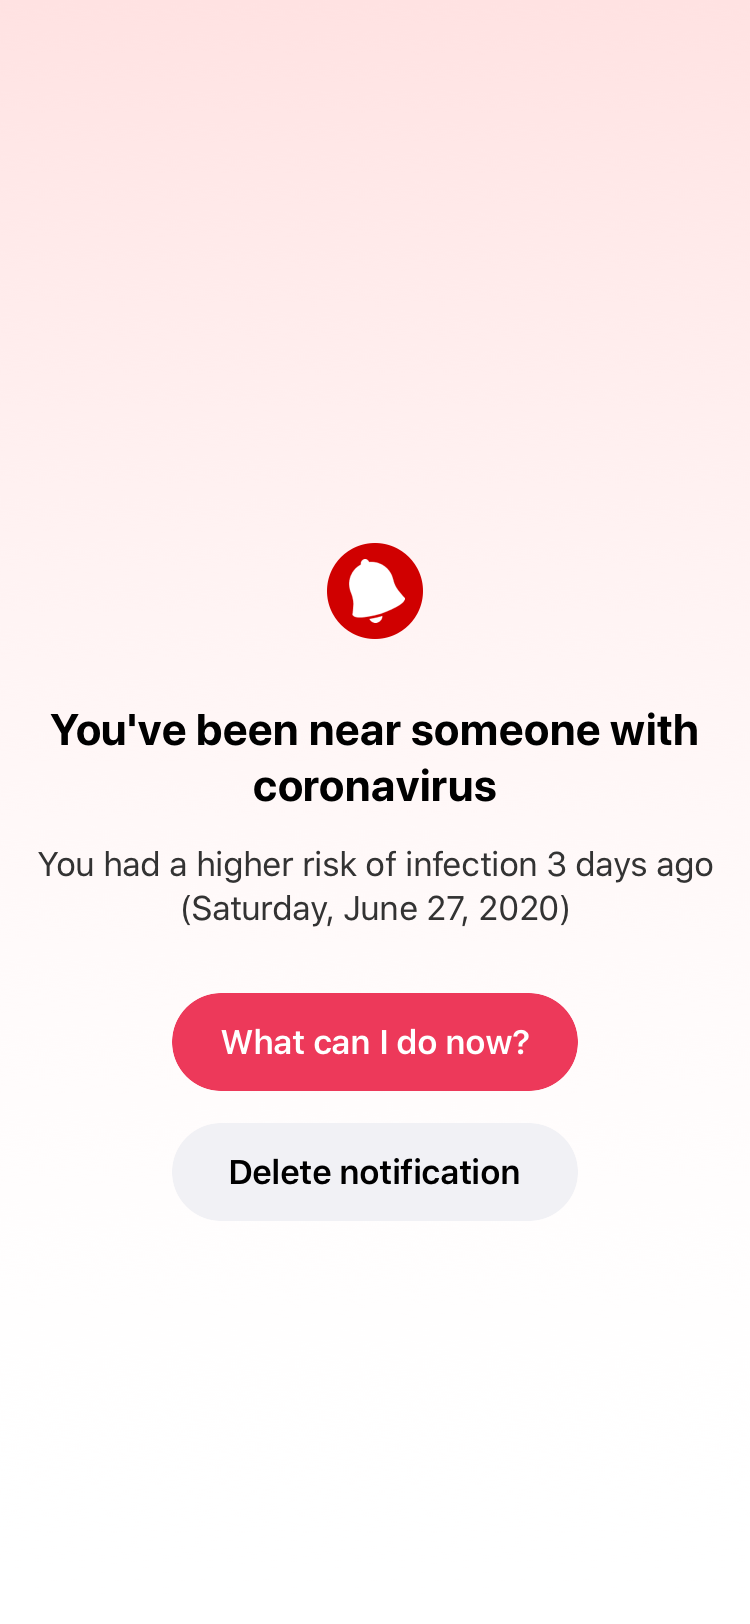 You've been near someone with
coronavirus
You had a higher risk of infection 3 days ago
(Saturday, June 27, 2020)
What can I do now?
Delete notification